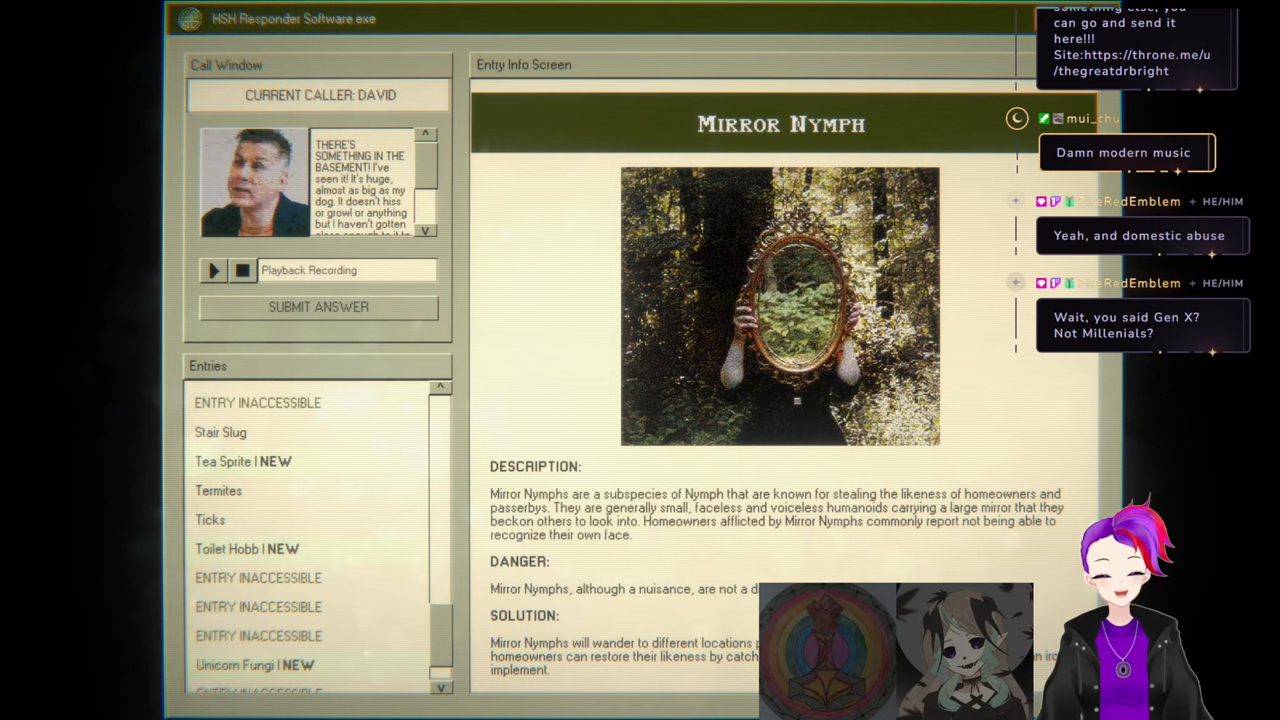 HSH Responder Software.exe
Call Window
CURRENT CALLER: DAVID
THERE'S
SOMETHING IN THE
BASEMENT! I've
seen it! It's huge,
almost as big as my
dog. It doesn't hiss
or growl or anything
but I haven't gotten
Playback Recording
SUBMIT ANSWER
Entries
ENTRY INACCESSIBLE
Stair Slug
Tea Sprite | NEW
Termites
Ticks
Toilet Hobb | NEW
ENTRY INACCESSIBLE
ENTRY INACCESSIBLE
ENTRY INACCESSIBLE
Unicorn Fungi | NEW
Entry Info Screen
MIRROR NYMPH
DESCRIPTION:
Mirror Nymphs are a subspecies of Nymph that are known for stealing the likeness of homeowners and
passerbys. They are generally small, faceless and voiceless humanoids carrying a large mirror that they
beckon others to look into. Homeowners afflicted by Mirror Nymphs commonly report not being able to
recognize their own face.
DANGER:
Mirror Nymphs, although a nuisance, are not a d
SOLUTION:
Mirror Nymphs will wander to different locations
homeowners can restore their likeness by catch
implement.
something else, you
can go and send it
here!!!
Site:https://throne.me/u
/thegreatdrbright
mui_chu
Damn modern music
RedEmblem + HE/HIM
Yeah, and domestic abuse
RedEmblem + HE/HIM
Wait, you said Gen X?
Not Millenials?